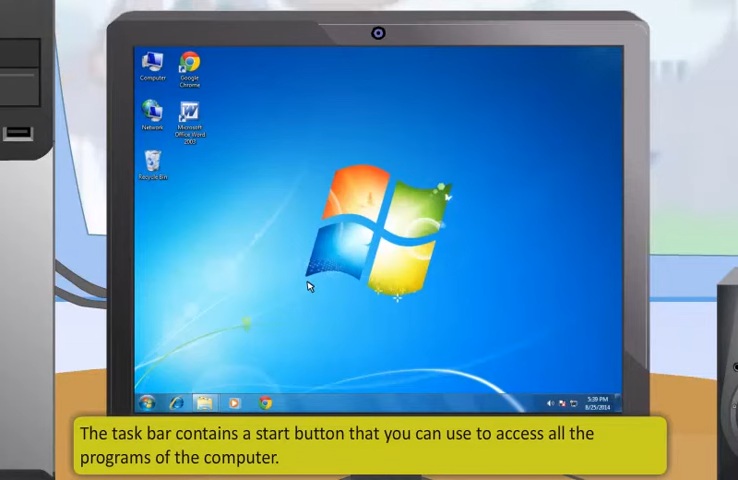 Computer
Google
Chrome
Network
Microsoft
Office Word
2003
Recycle Bin
5:39 PM
8/25/2014
The task bar contains a start button that you can use to access all the
programs of the computer.